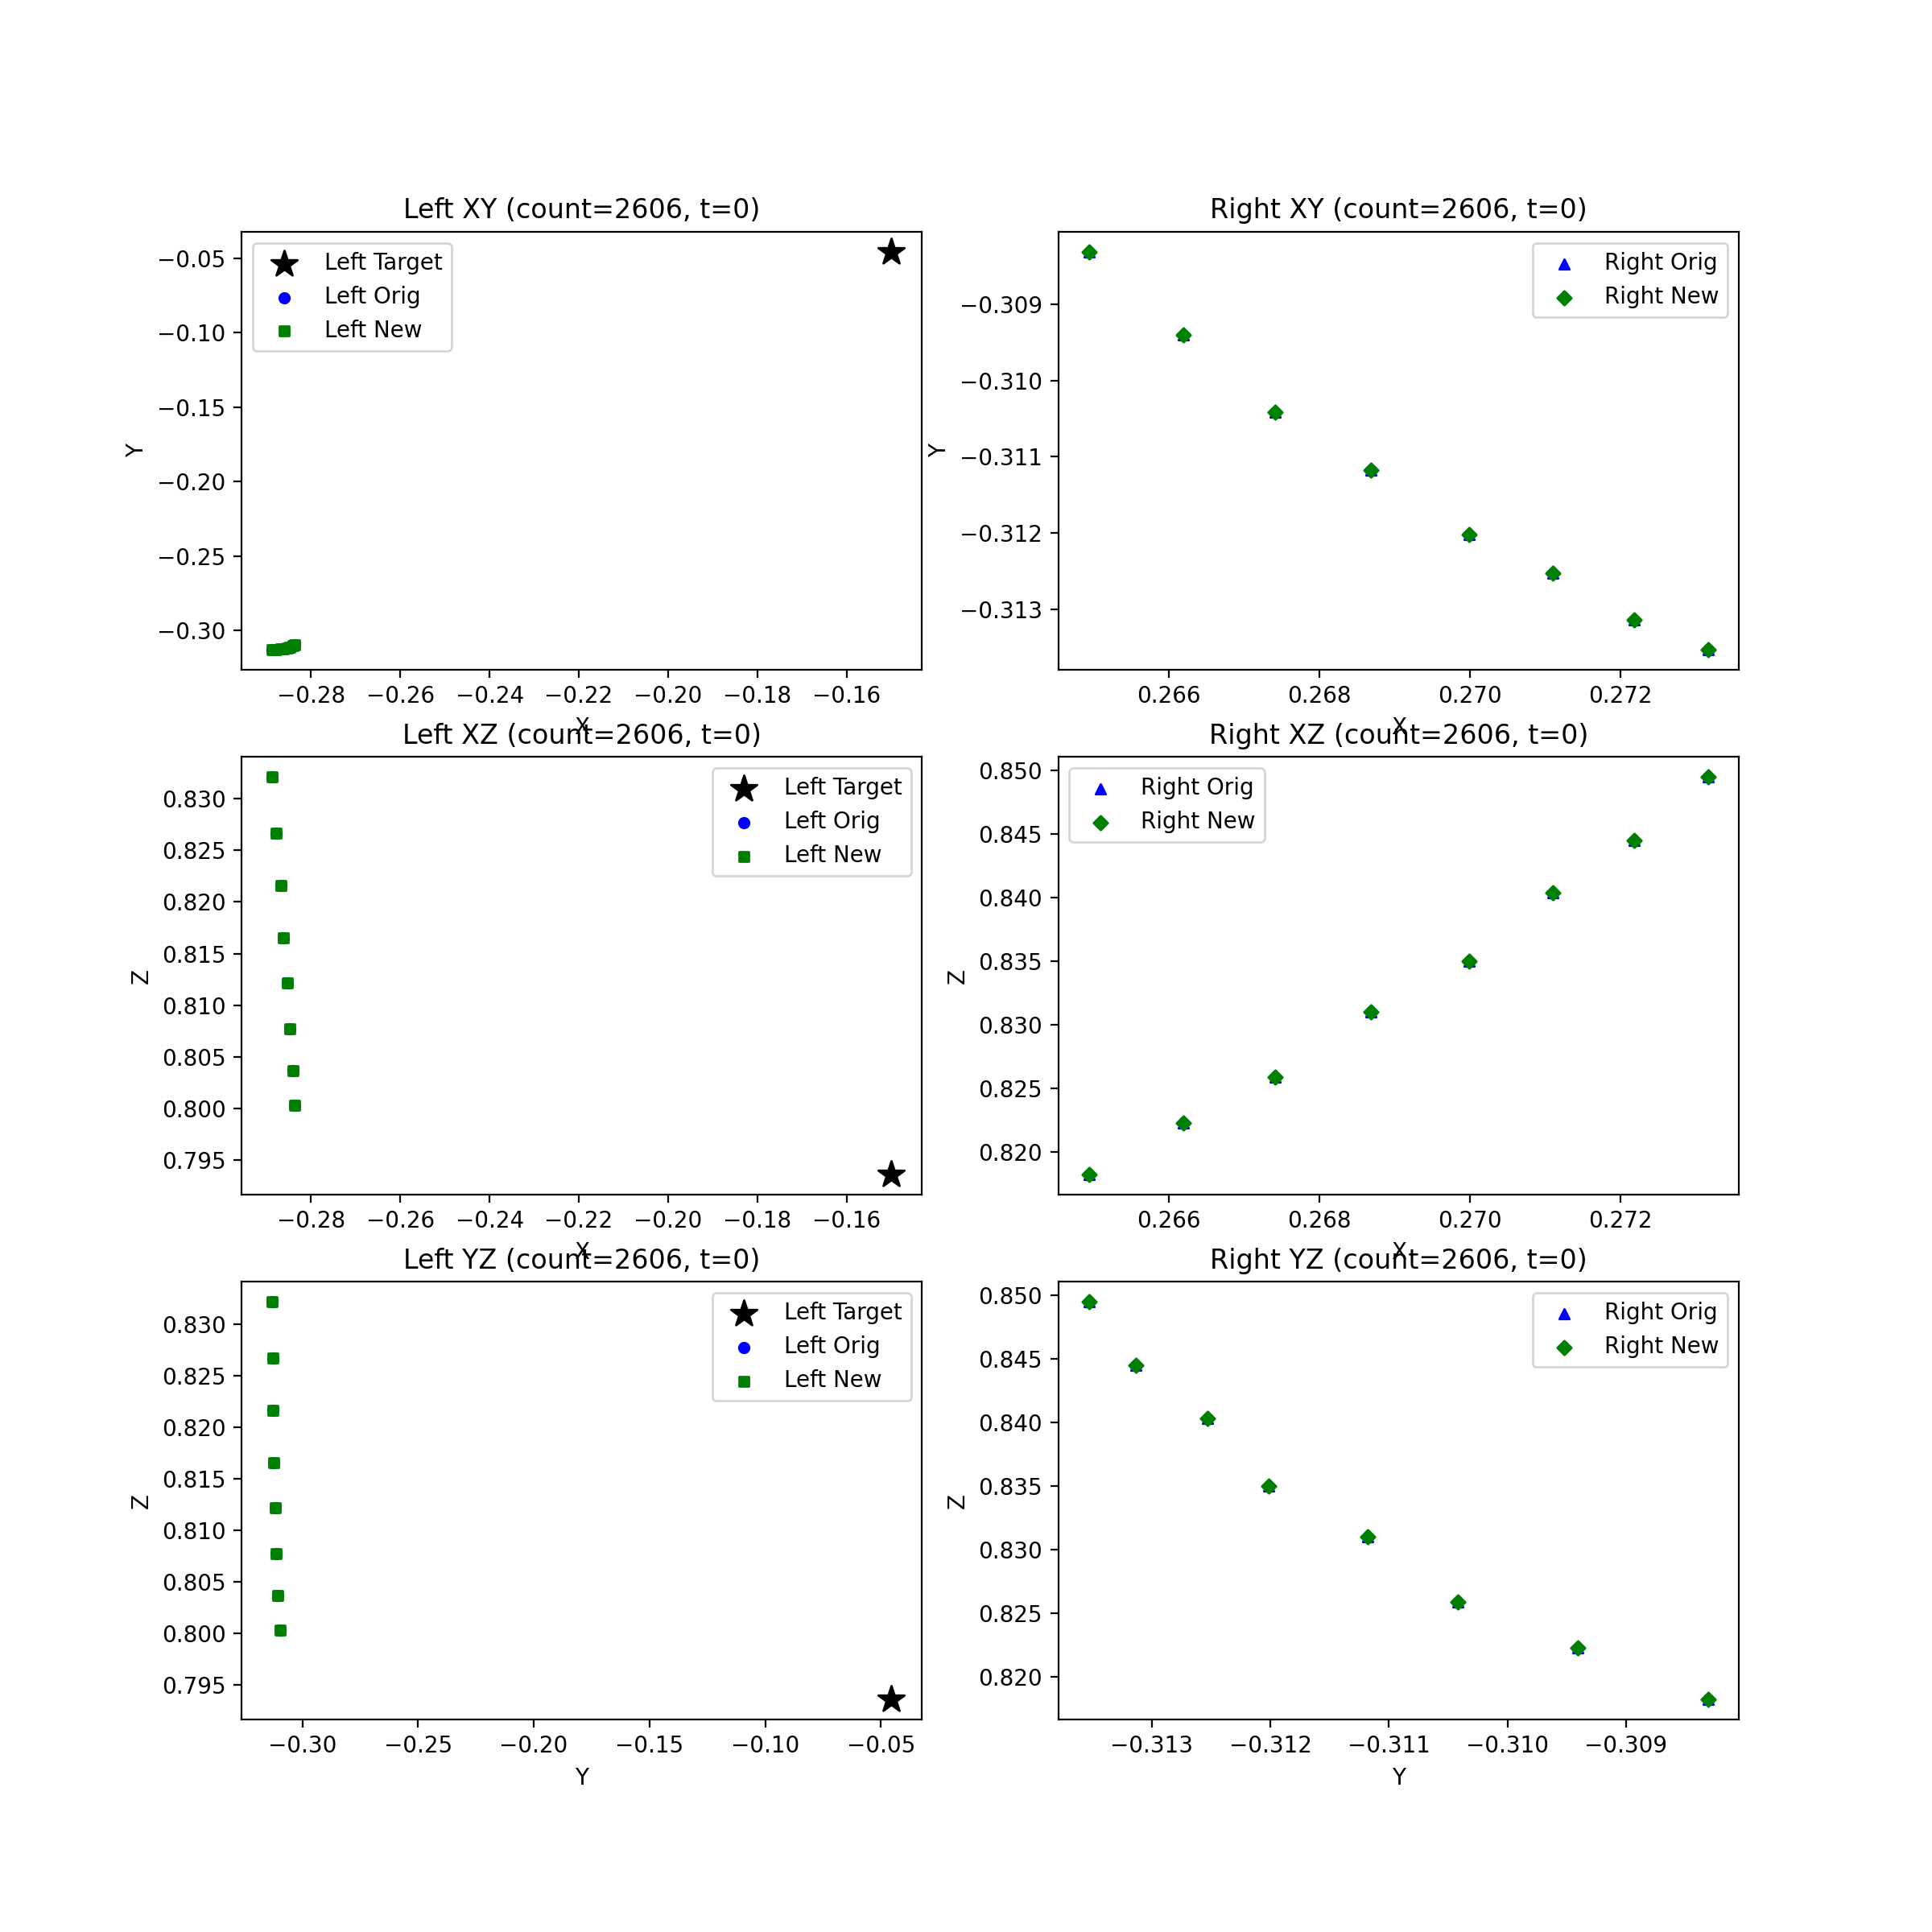 Left XY (count=2606, t=0)
Left Target
Left Orig
Left New
−0.05
−0.10
−0.15
−0.20
−0.25
−0.30
Y
−0.28 −0.26 −0.24 −0.22 −0.20 −0.18 −0.16
X
Right XY (count=2606, t=0)
Right Orig
Right New
−0.309
−0.310
−0.311
−0.312
−0.313
Y
0.266 0.268 0.270 0.272
X
Left XZ (count=2606, t=0)
Left Target
Left Orig
Left New
0.830
0.825
0.820
0.815
0.810
0.805
0.800
0.795
Z
−0.28 −0.26 −0.24 −0.22 −0.20 −0.18 −0.16
X
Right XZ (count=2606, t=0)
Right Orig
Right New
0.850
0.845
0.840
0.835
0.830
0.825
0.820
Z
0.266 0.268 0.270 0.272
X
Left YZ (count=2606, t=0)
Left Target
Left Orig
Left New
0.830
0.825
0.820
0.815
0.810
0.805
0.800
0.795
Z
−0.30 −0.25 −0.20 −0.15 −0.10 −0.05
Y
Right YZ (count=2606, t=0)
Right Orig
Right New
0.850
0.845
0.840
0.835
0.830
0.825
0.820
Z
−0.313 −0.312 −0.311 −0.310 −0.309
Y